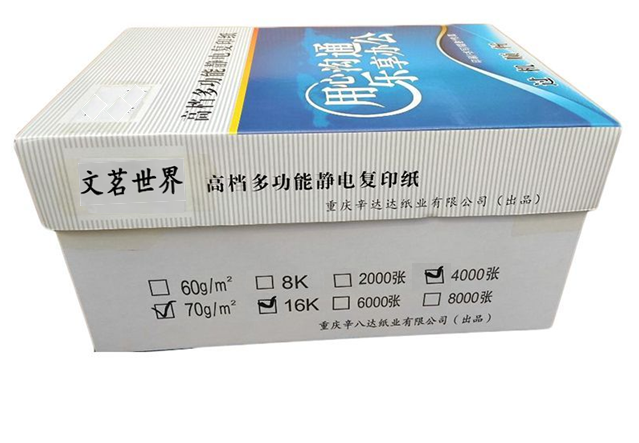 高档多功能静电复印纸
用心沟通
乐享办公
文茗世界
高档多功能静电复印纸
重庆辛达达纸业有限公司（出品）
60g/m² 8K 2000张 4000张
70g/m² 16K 6000张 8000张
重庆辛八达纸业有限公司（出品）